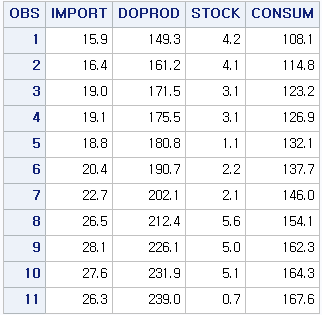 OBS IMPORT DOPROD STOCK CONSUM
1 15.9 149.3 4.2 108.1
2 16.4 161.2 4.1 114.8
3 19.0 171.5 3.1 123.2
4 19.1 175.5 3.1 126.9
5 18.8 180.8 1.1 132.1
6 20.4 190.7 2.2 137.7
7 22.7 202.1 2.1 146.0
8 26.5 212.4 5.6 154.1
9 28.1 226.1 5.0 162.3
10 27.6 231.9 5.1 164.3
11 26.3 239.0 0.7 167.6